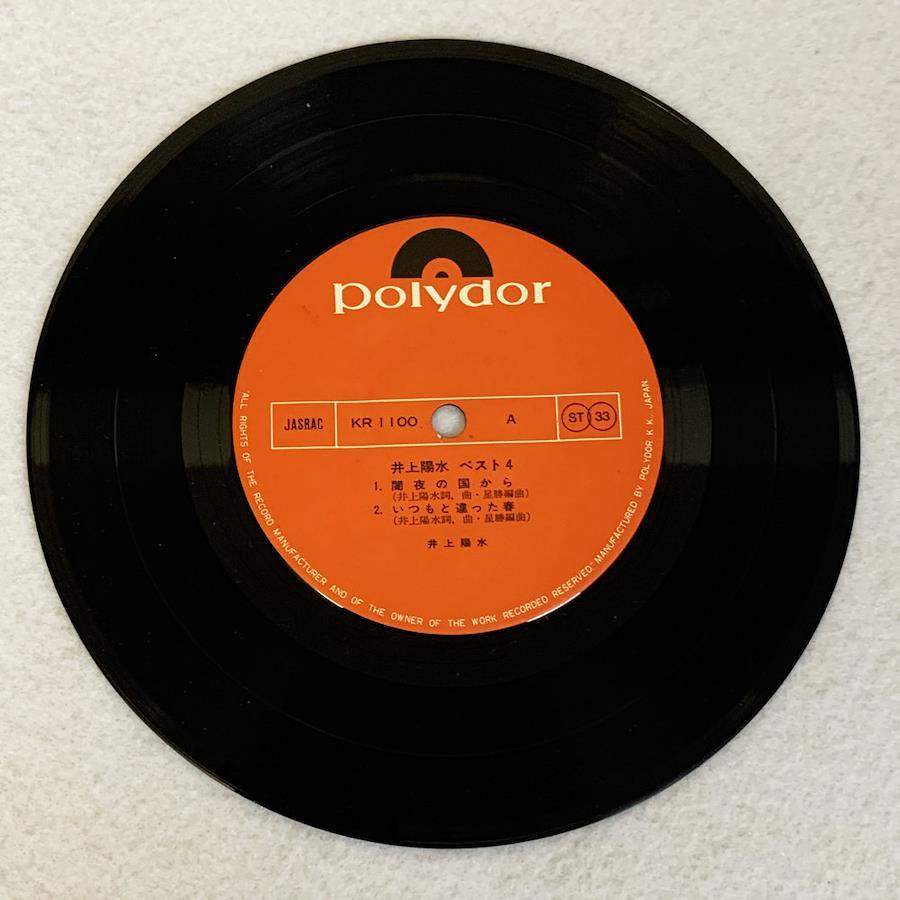 polydor
JASRAC KR 1100 A ST 33
井上陽水 ベスト4
1. 闇夜の国から
(井上陽水詞、曲・星勝編曲)
2. いつもと違った春
(井上陽水詞、曲・星勝編曲)
井上陽水
"ALL RIGHTS OF THE RECORD MANUFACTURER AND OF THE OWNER OF THE WORK RECORDED RESERVED" MANUFACTURED BY POLYDOR K.K., JAPAN